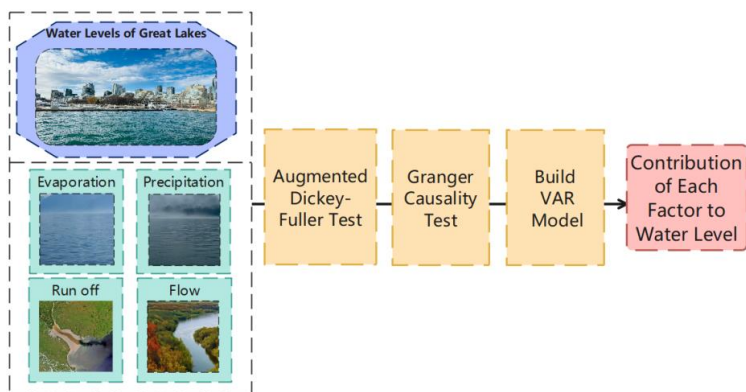 Water Levels of Great Lakes
Evaporation
Precipitation
Run off
Flow
Augmented
Dickey-
Fuller Test
Granger
Causality
Test
Build
VAR
Model
Contribution
of Each
Factor to
Water Level